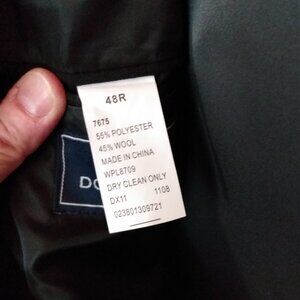 48R
7675
55% POLYESTER
45% WOOL
MADE IN CHINA
WPL8709
DRY CLEAN ONLY
DX11 1108
023801309721